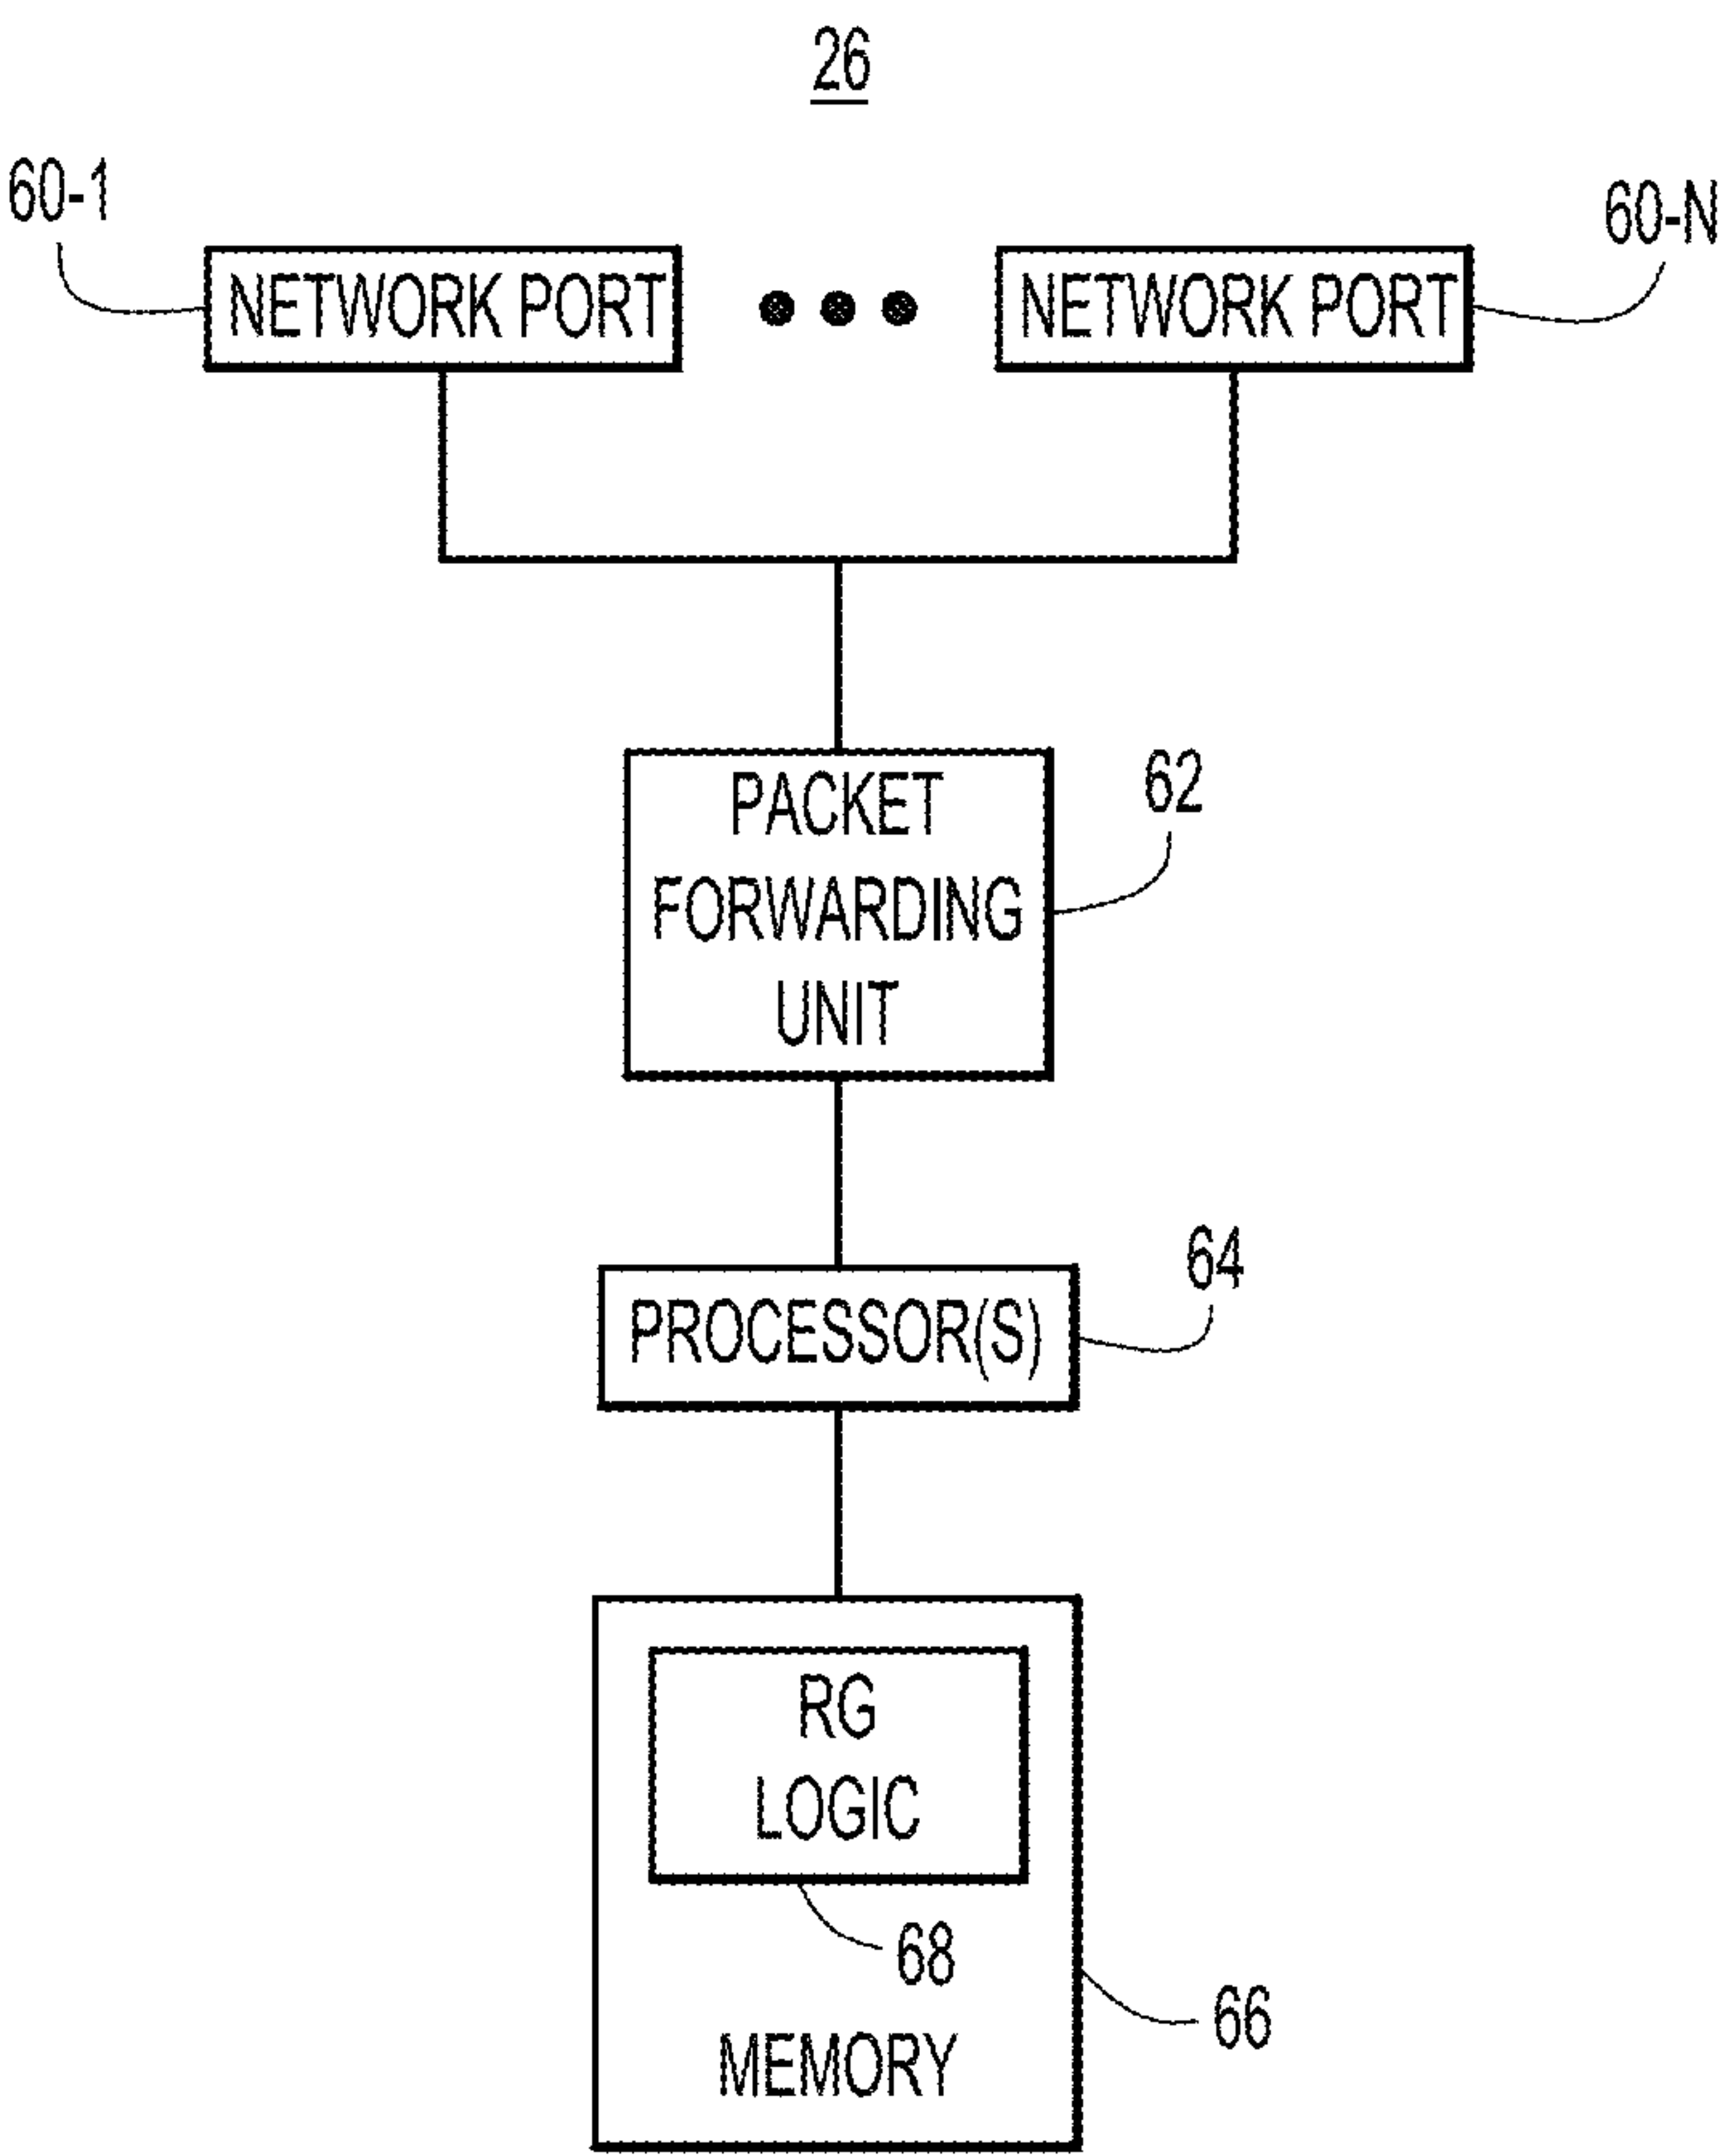 26
60-1
60-N
NETWORK PORT
NETWORK PORT
PACKET
FORWARDING
UNIT
62
64
PROCESSOR(S)
RG
LOGIC
68
66
MEMORY